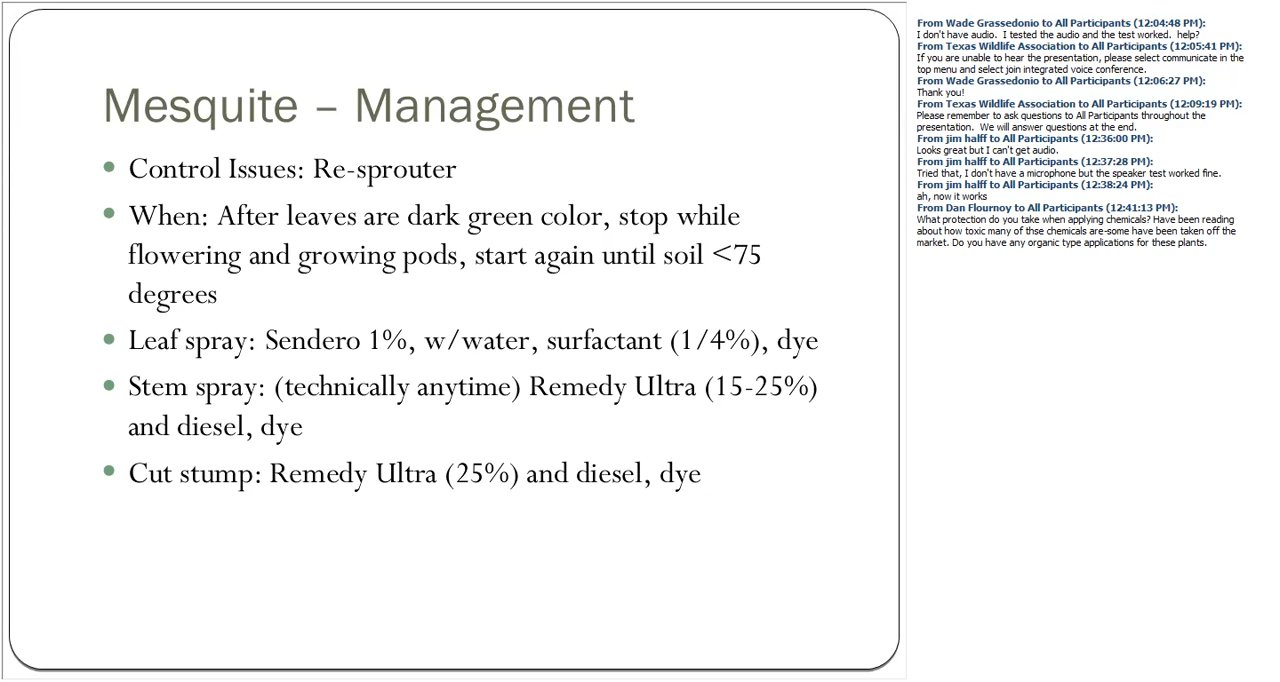 Mesquite – Management
Control Issues: Re-sprouter
When: After leaves are dark green color, stop while
flowering and growing pods, start again until soil <75
degrees
Leaf spray: Sendero 1%, w/water, surfactant (1/4%), dye
Stem spray: (technically anytime) Remedy Ultra (15-25%)
and diesel, dye
Cut stump: Remedy Ultra (25%) and diesel, dye
From Wade Grassedonio to All Participants (12:04:48 PM):
I don't have audio.  I tested the audio and the test worked.  help?
From Texas Wildlife Association to All Participants (12:05:41 PM):
If you are unable to hear the presentation, please select communicate in the
top menu and select join integrated voice conference.
From Wade Grassedonio to All Participants (12:06:27 PM):
Thank you!
From Texas Wildlife Association to All Participants (12:09:19 PM):
Please remember to ask questions to All Participants throughout the
presentation.  We will answer questions at the end.
From jim halff to All Participants (12:36:00 PM):
Looks great but I can't get audio.
From jim halff to All Participants (12:37:28 PM):
Tried that, I don't have a microphone but the speaker test worked fine.
From jim halff to All Participants (12:38:24 PM):
ah, now it works
From Dan Flournoy to All Participants (12:41:13 PM):
What protection do you take when applying chemicals? Have been reading
about how toxic many of thse chemicals are-some have been taken off the
market. Do you have any organic type applications for these plants.